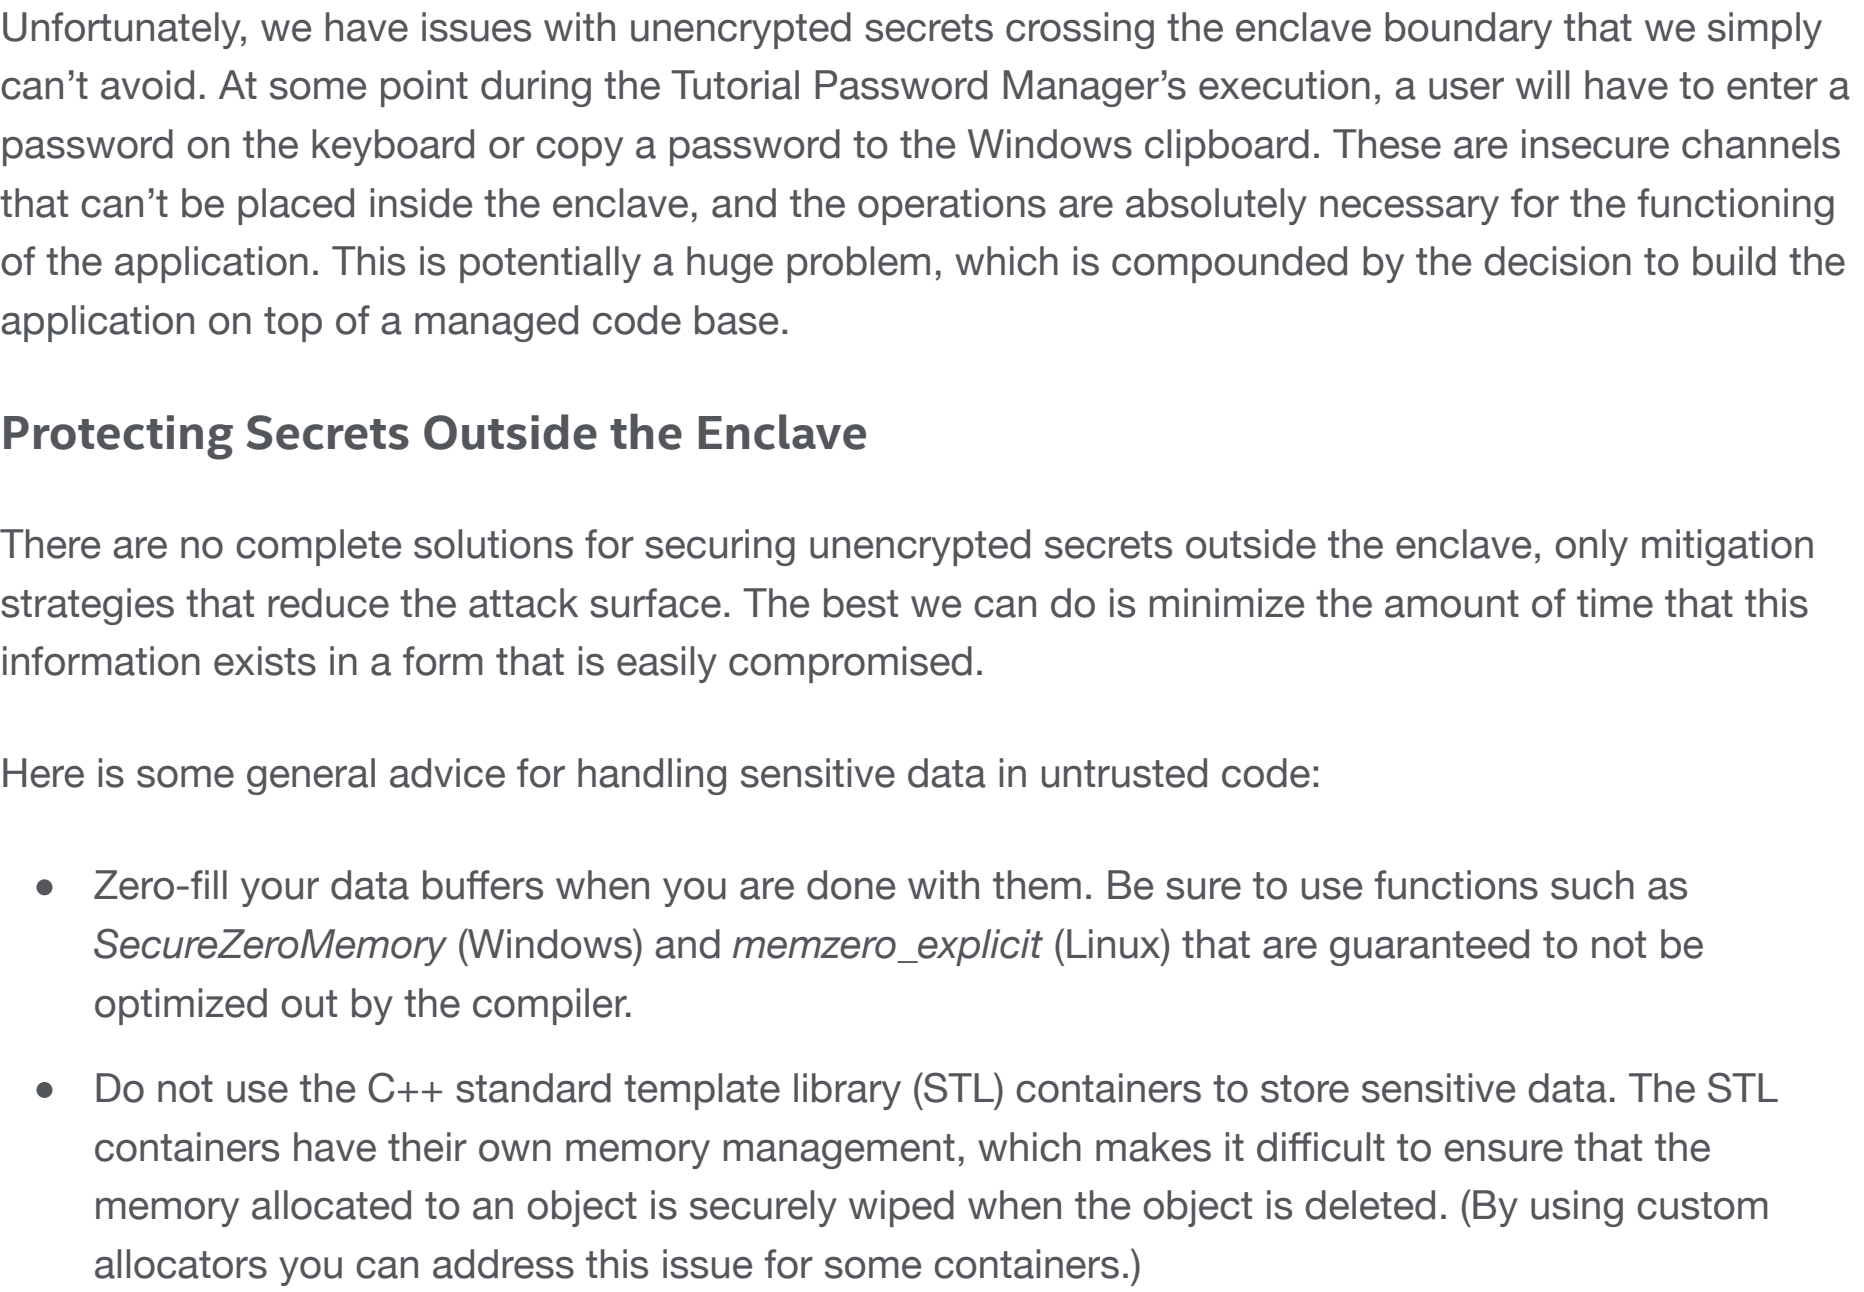 Unfortunately, we have issues with unencrypted secrets crossing the enclave boundary that we simply
can’t avoid. At some point during the Tutorial Password Manager’s execution, a user will have to enter a
password on the keyboard or copy a password to the Windows clipboard. These are insecure channels
that can’t be placed inside the enclave, and the operations are absolutely necessary for the functioning
of the application. This is potentially a huge problem, which is compounded by the decision to build the
application on top of a managed code base.
Protecting Secrets Outside the Enclave
There are no complete solutions for securing unencrypted secrets outside the enclave, only mitigation
strategies that reduce the attack surface. The best we can do is minimize the amount of time that this
information exists in a form that is easily compromised.
Here is some general advice for handling sensitive data in untrusted code:
● Zero-fill your data buffers when you are done with them. Be sure to use functions such as
SecureZeroMemory (Windows) and memzero_explicit (Linux) that are guaranteed to not be
optimized out by the compiler.
● Do not use the C++ standard template library (STL) containers to store sensitive data. The STL
containers have their own memory management, which makes it difficult to ensure that the
memory allocated to an object is securely wiped when the object is deleted. (By using custom
allocators you can address this issue for some containers.)